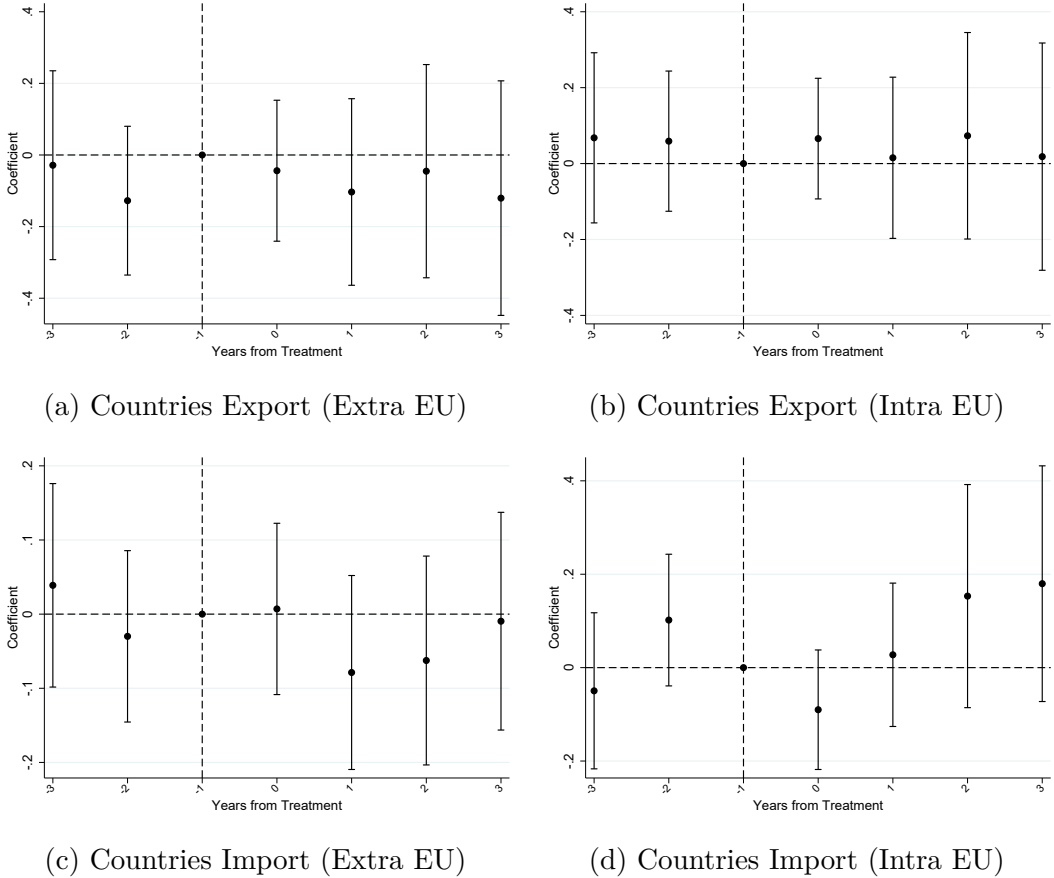 .4
.2
0
-.2
-.4
Coefficient
-3 -2 -1 0 1 2 3
Years from Treatment
(a) Countries Export (Extra EU)
.4
.2
0
-.2
-.4
Coefficient
-3 -2 -1 0 1 2 3
Years from Treatment
(b) Countries Export (Intra EU)
.2
.1
0
-.1
-.2
Coefficient
-3 -2 -1 0 1 2 3
Years from Treatment
(c) Countries Import (Extra EU)
.4
.2
0
-.2
Coefficient
-3 -2 -1 0 1 2 3
Years from Treatment
(d) Countries Import (Intra EU)